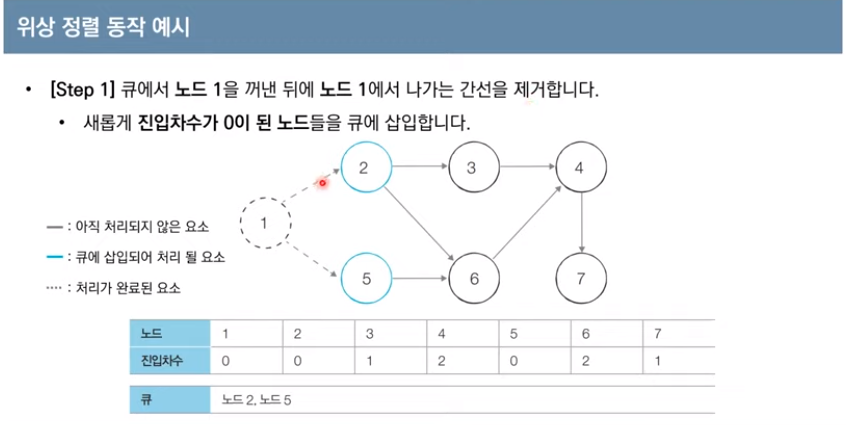 위상 정렬 동작 예시
• [Step 1] 큐에서 노드 1을 꺼낸 뒤에 노드 1에서 나가는 간선을 제거합니다.
• 새롭게 진입차수가 0이 된 노드들을 큐에 삽입합니다.
2 3 4
1
— : 아직 처리되지 않은 요소
— : 큐에 삽입되어 처리 될 요소
···· : 처리가 완료된 요소
5 6 7
노드 1 2 3 4 5 6 7
진입차수 0 0 1 2 0 2 1
큐 노드 2, 노드 5